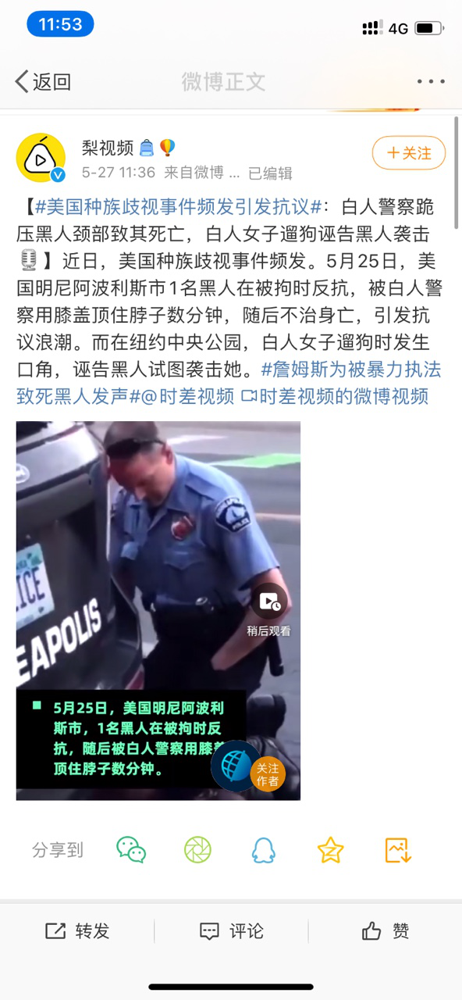 11:53
4G
返回
微博正文
梨视频
+关注
5-27 11:36 来自微博 ... 已编辑
【#美国种族歧视事件频发引发抗议#：白人警察跪
压黑人颈部致其死亡，白人女子遛狗诬告黑人袭击
】近日，美国种族歧视事件频发。5月25日，美
国明尼阿波利斯市1名黑人在被拘时反抗，被白人警
察用膝盖顶住脖子数分钟，随后不治身亡，引发抗
议浪潮。而在纽约中央公园，白人女子遛狗时发生
口角，诬告黑人试图袭击她。#詹姆斯为被暴力执法
致死黑人发声#@时差视频 时差视频的微博视频
POLICE
ICE
EAPOLIS
稍后观看
5月25日，美国明尼阿波利
斯市，1名黑人在被拘时反
抗，随后被白人警察用膝盖
顶住脖子数分钟。
关注
作者
分享到
转发
评论
赞